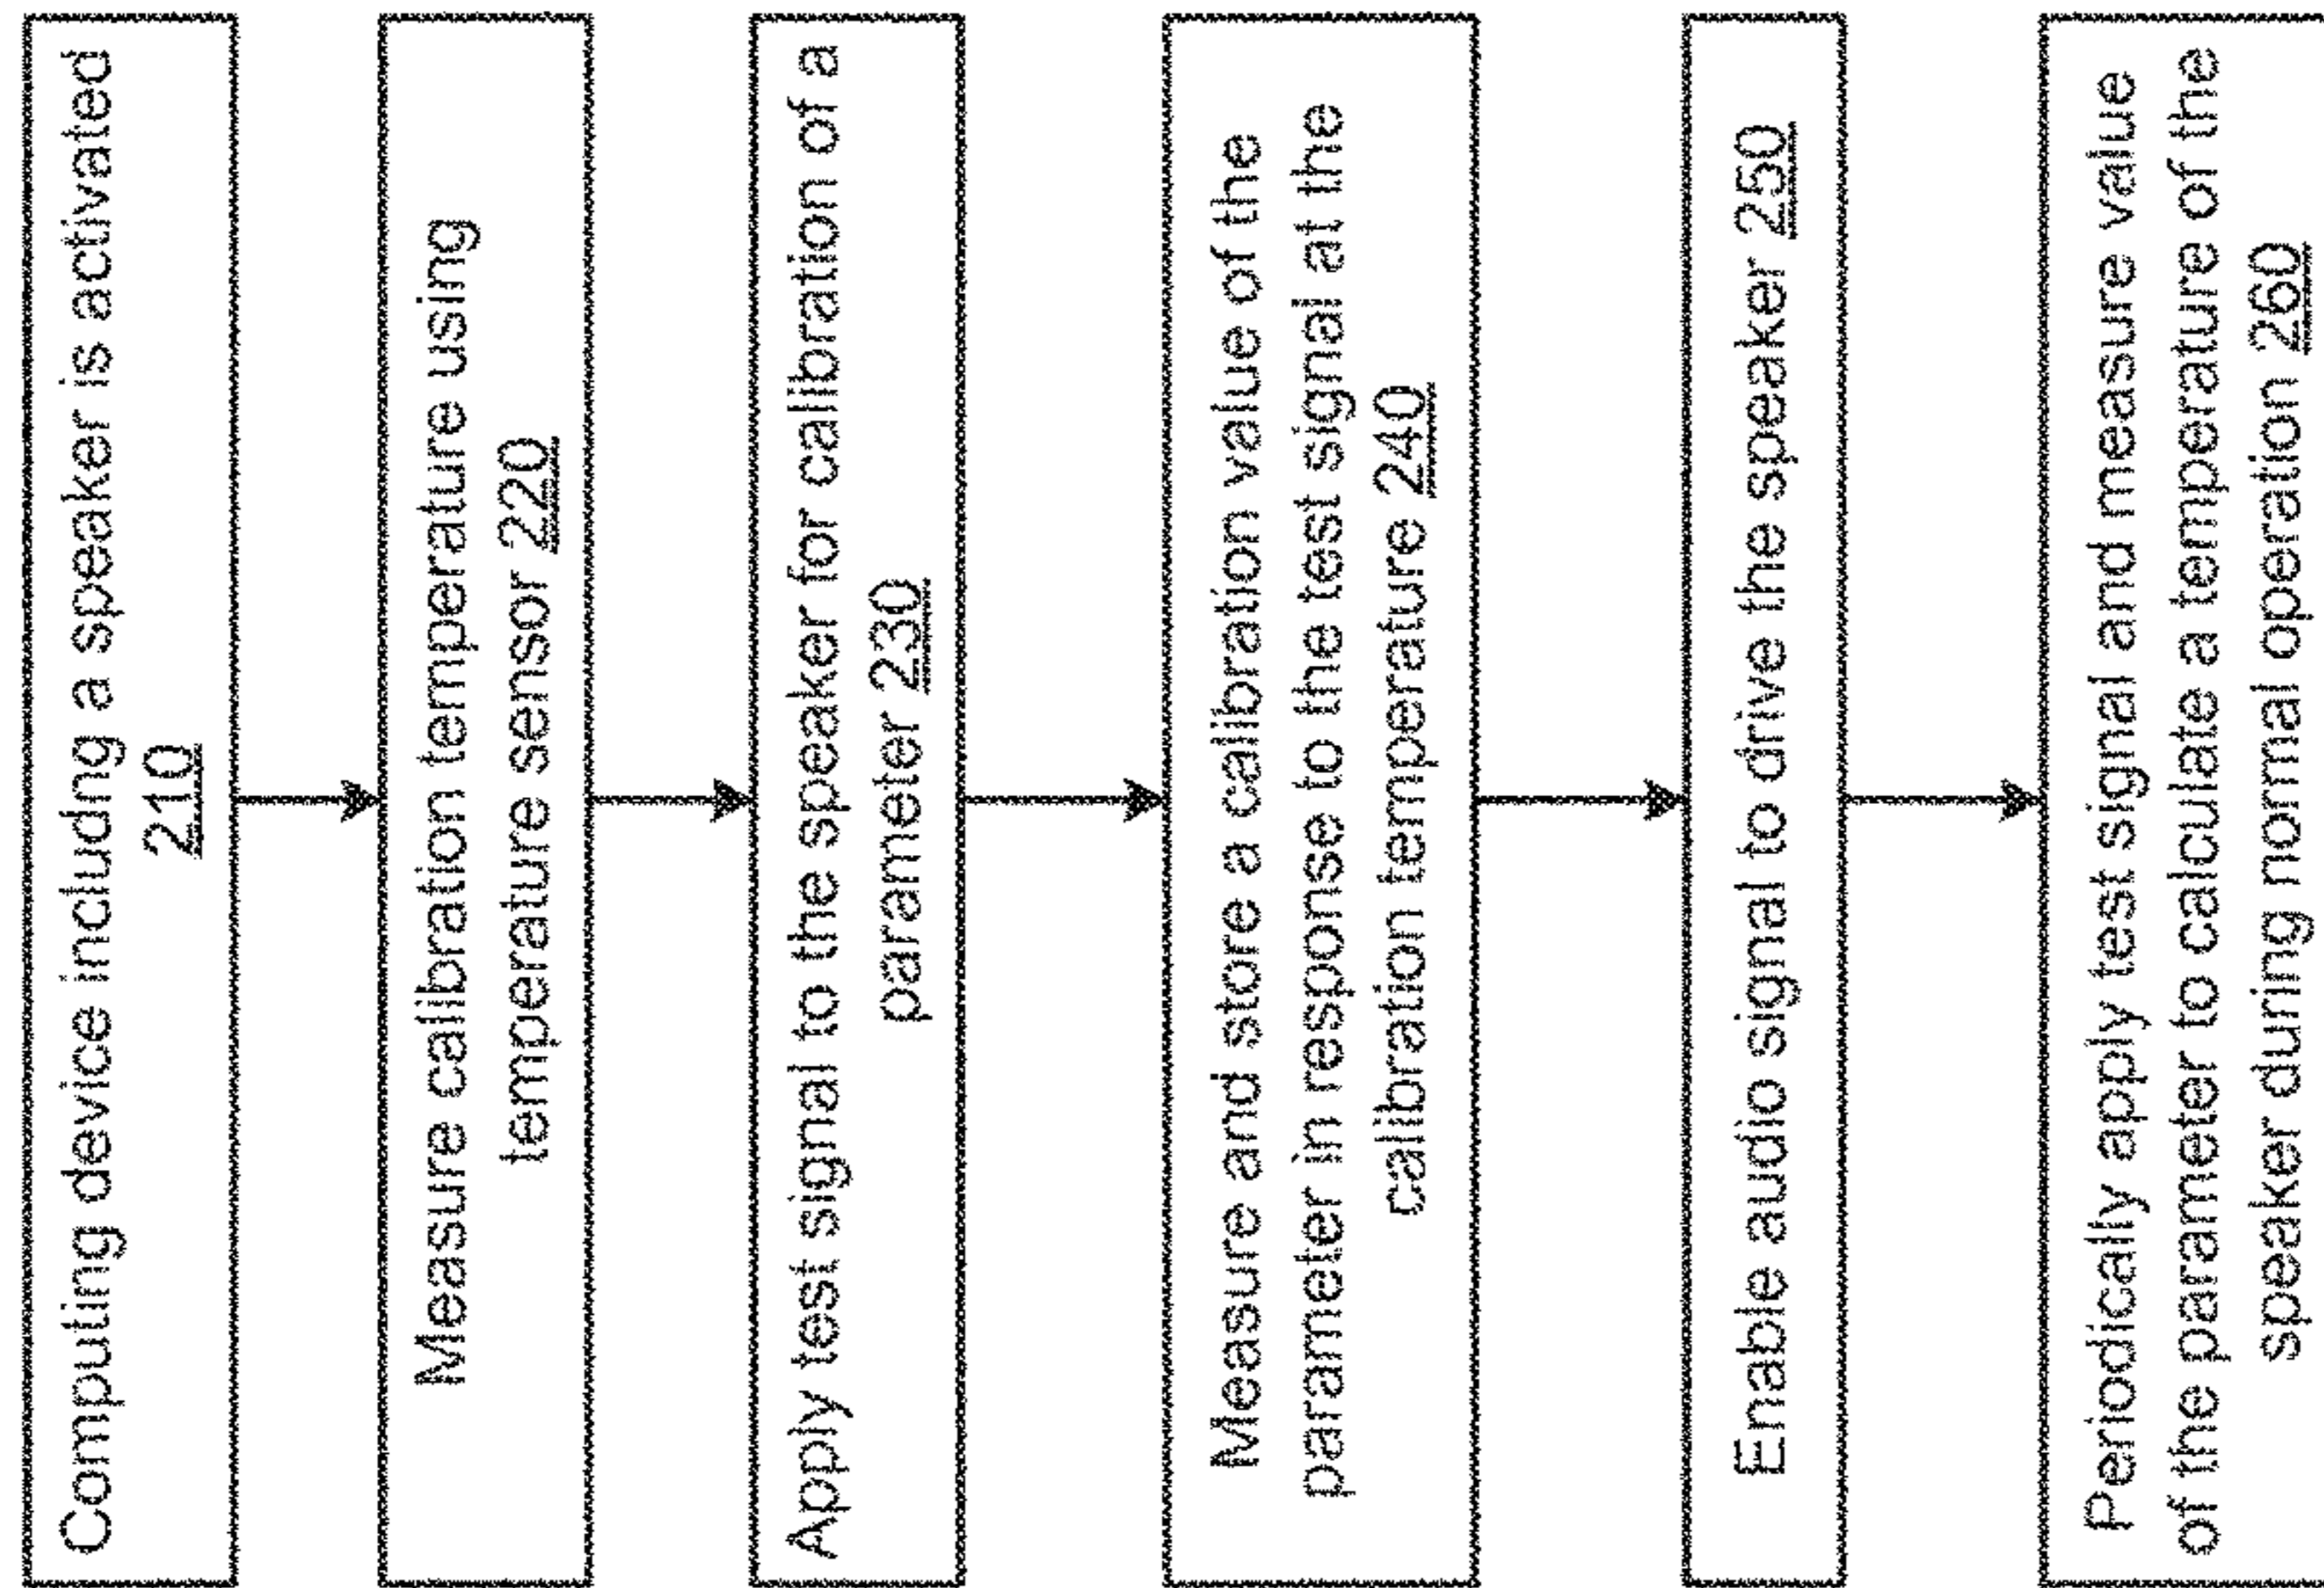 Computing device including a speaker is activated
210
Measure calibration temperature using
temperature sensor 220
Apply test signal to the speaker for calibration of a
parameter 230
Measure and store a calibration value of the
parameter in response to the test signal at the
calibration temperature 240
Enable audio signal to drive the speaker 250
Periodically apply test signal and measure value
of the parameter to calculate a temperature of the
speaker during normal operation 260